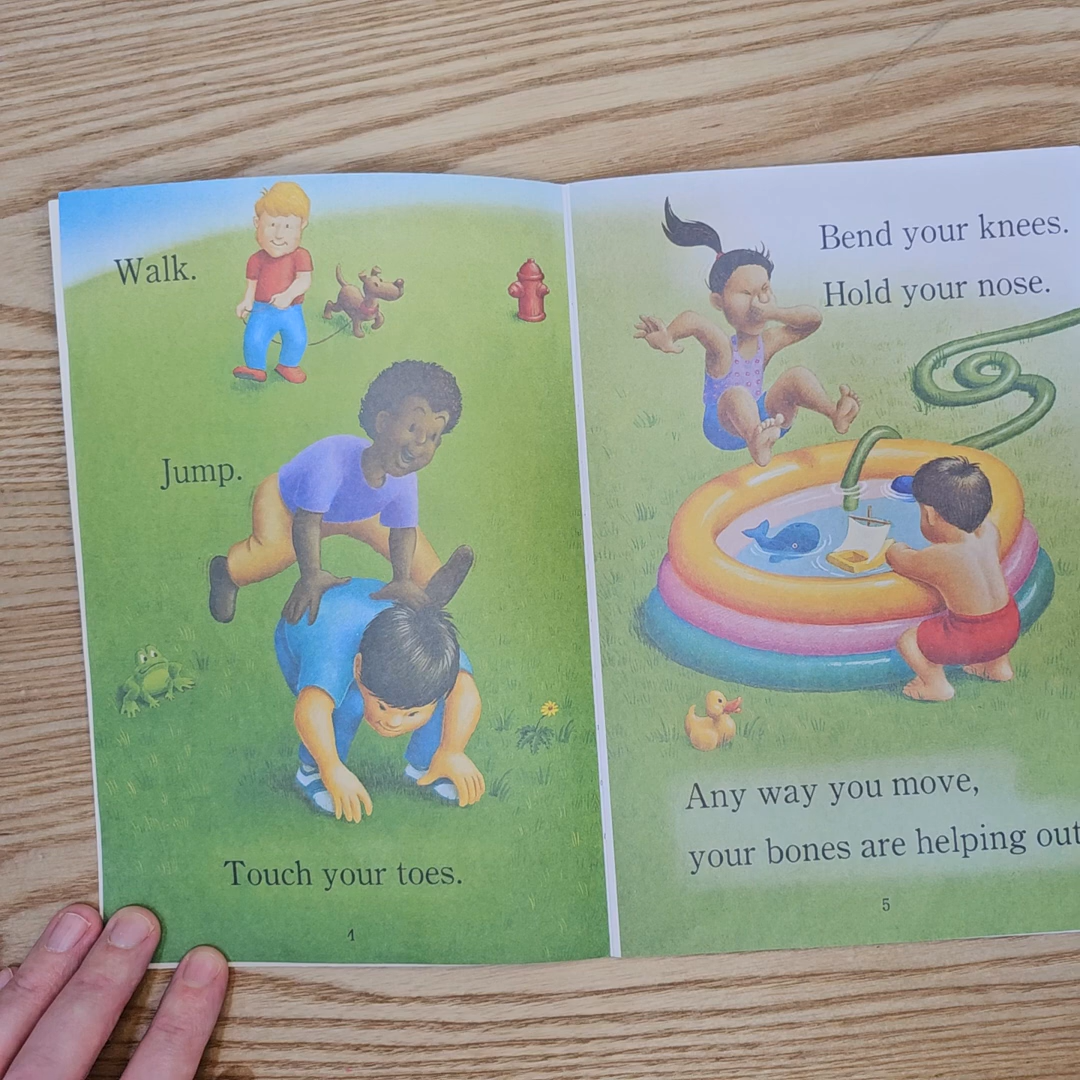 Walk.
Jump.
Touch your toes.
4
Bend your knees.
Hold your nose.
Any way you move,
your bones are helping out
5